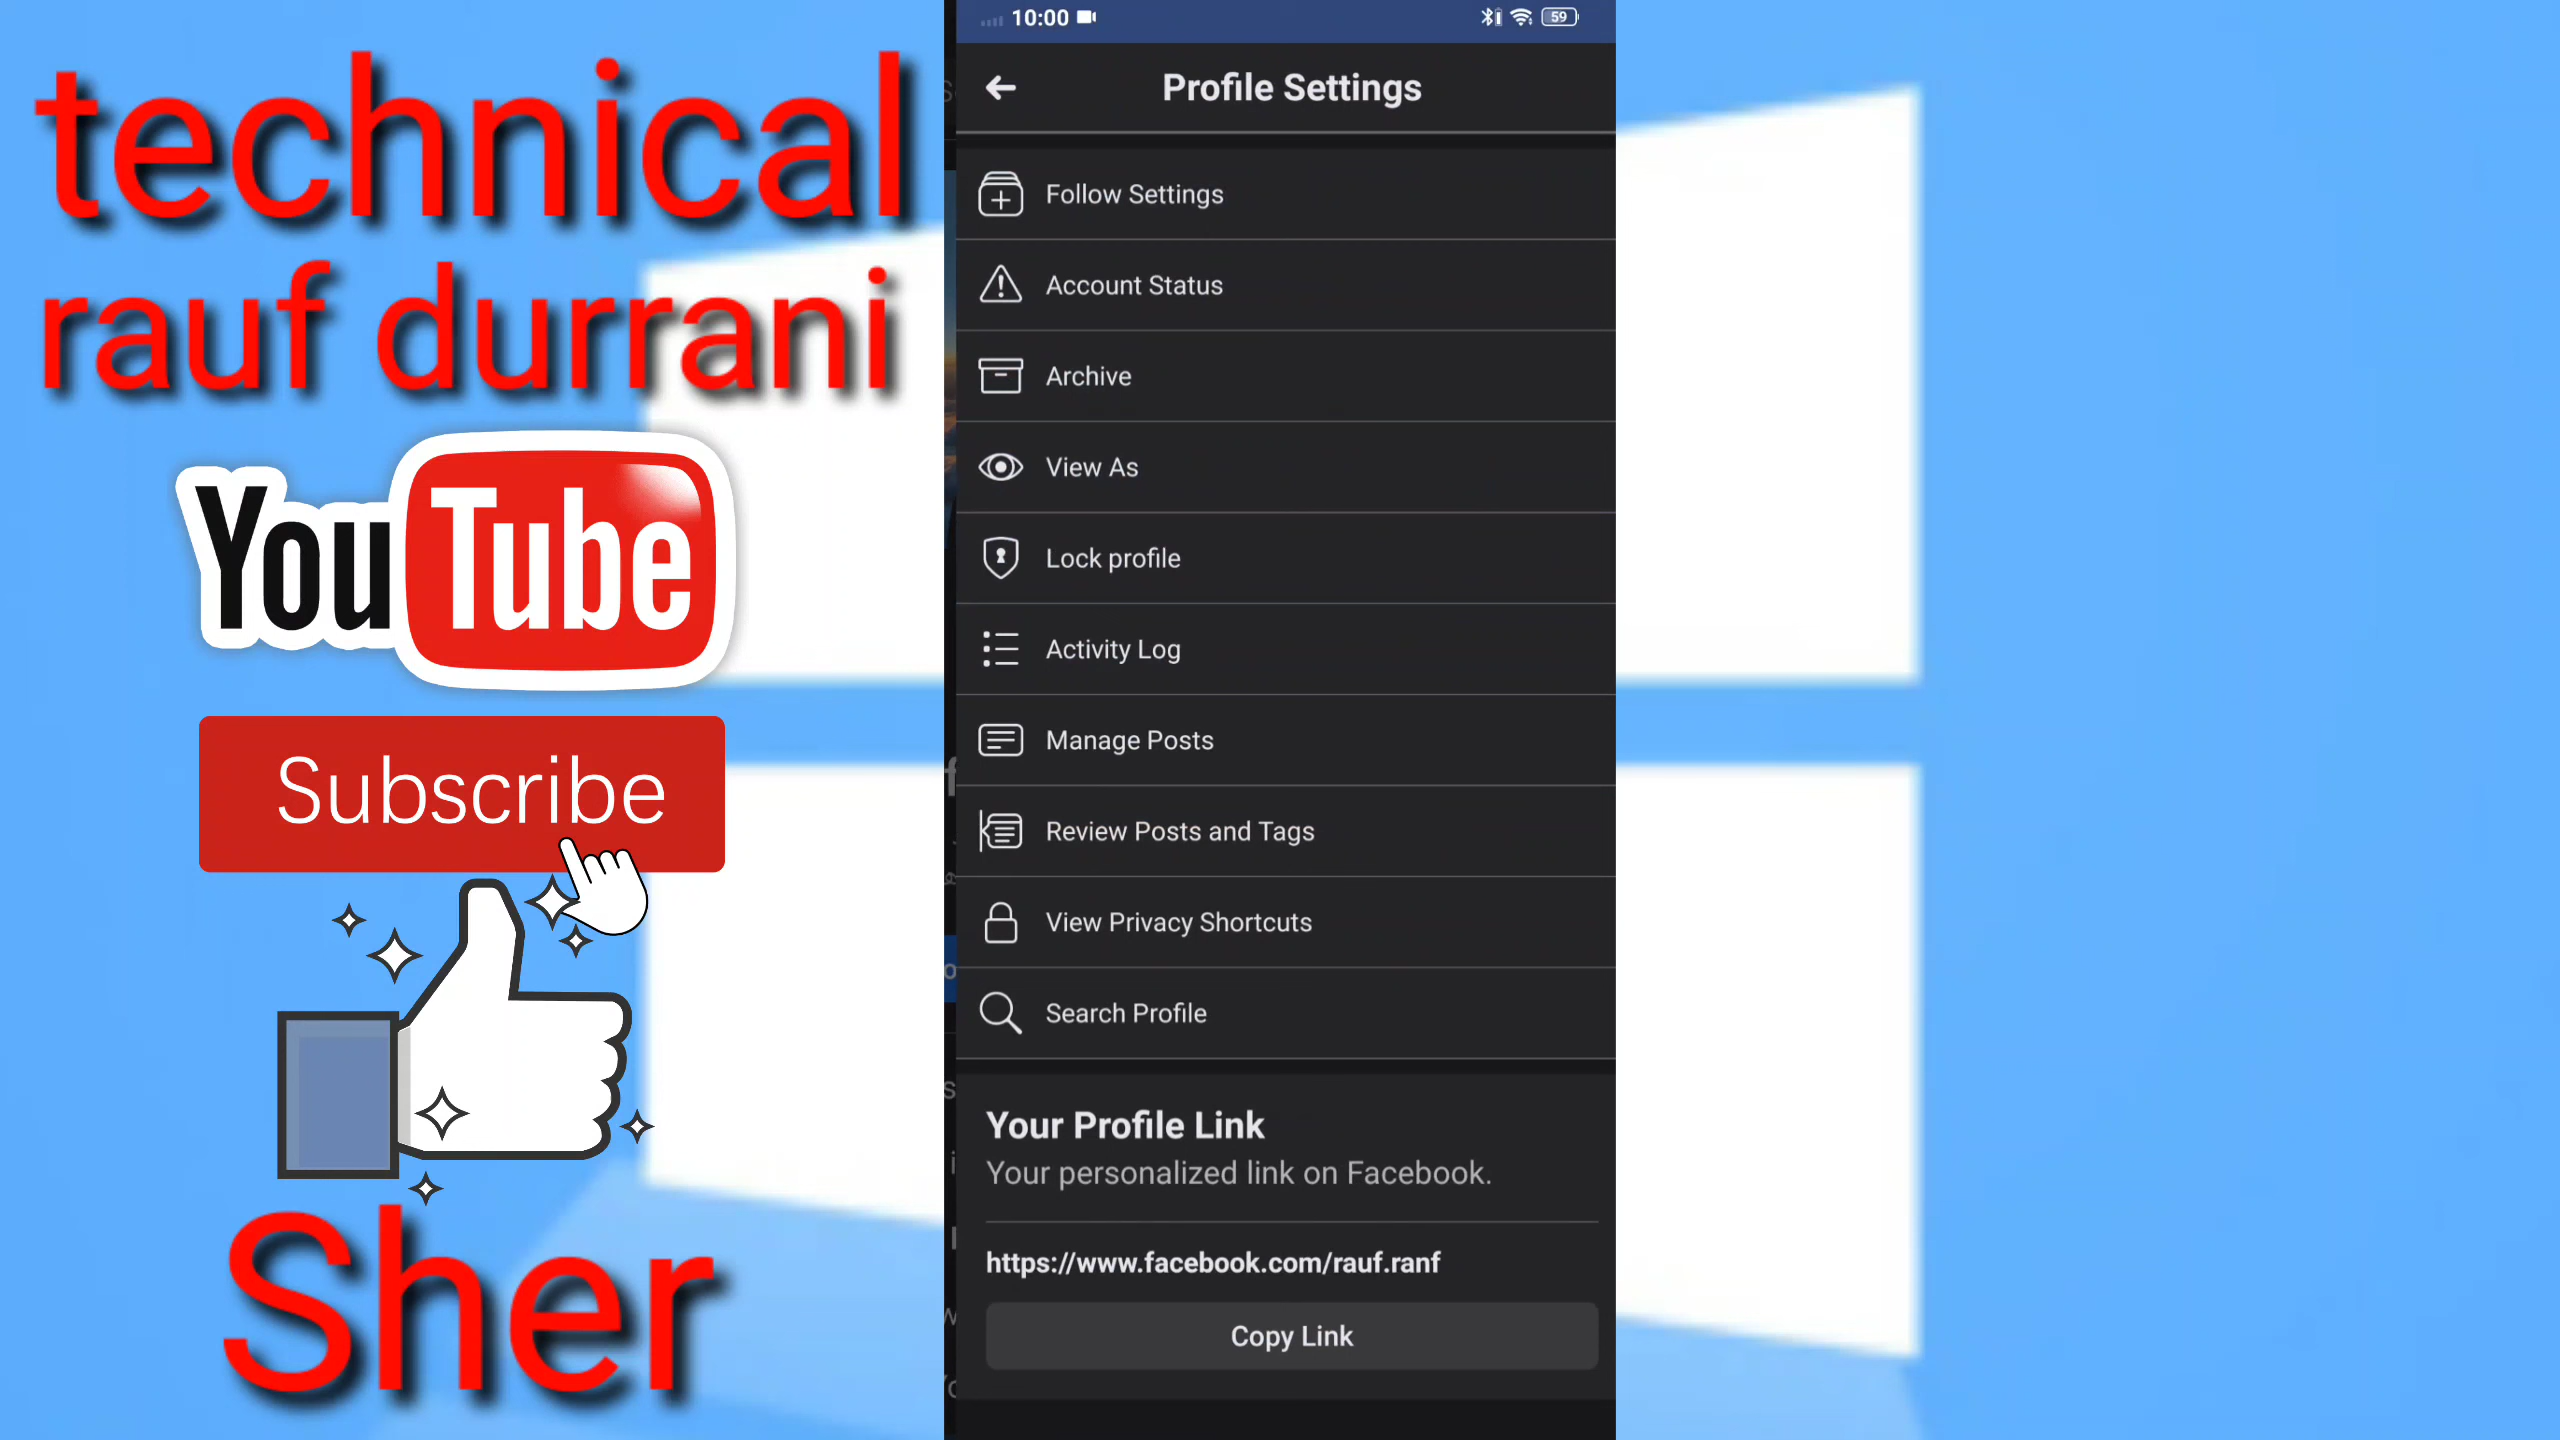 technical
rauf durrani
YouTube
Subscribe
Sher
10:00
59
Profile Settings
Follow Settings
Account Status
Archive
View As
Lock profile
Activity Log
Manage Posts
Review Posts and Tags
View Privacy Shortcuts
Search Profile
Your Profile Link
Your personalized link on Facebook.
https://www.facebook.com/rauf.ranf
Copy Link